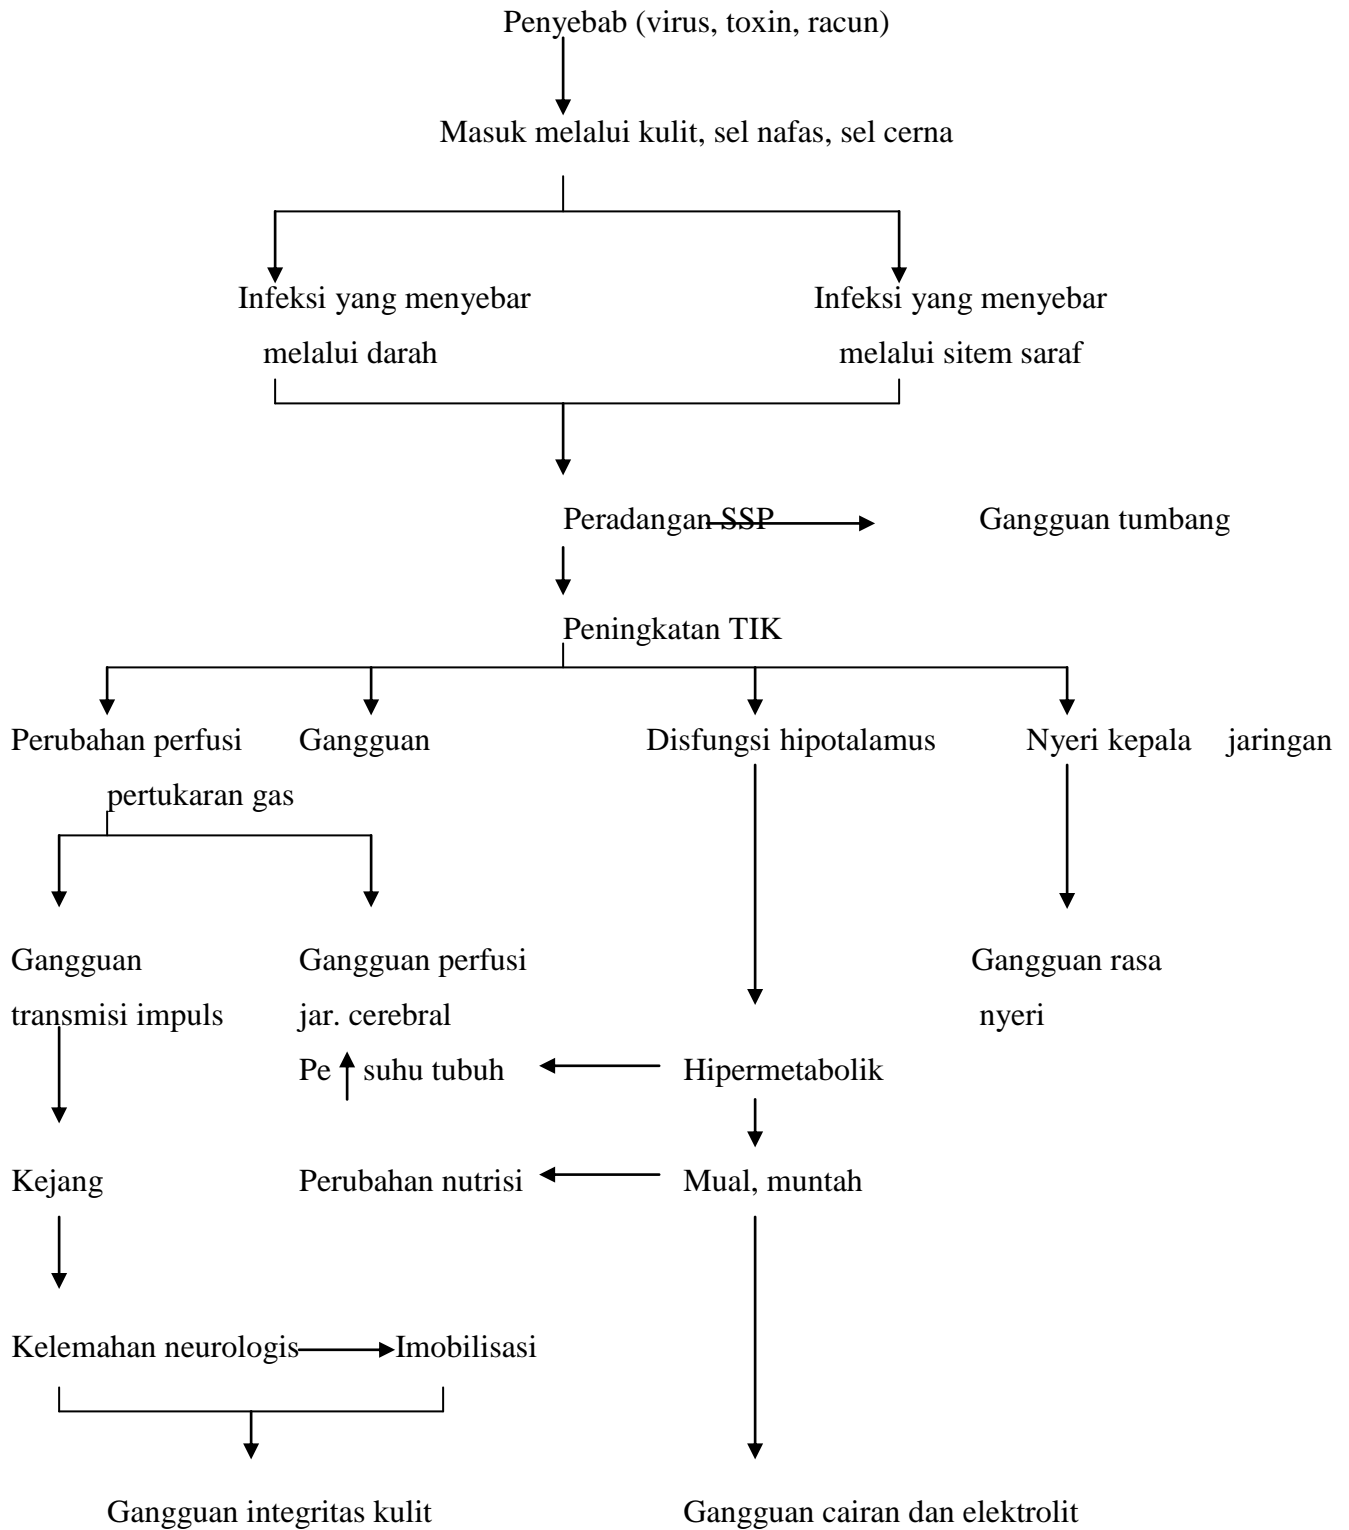 Penyebab (virus, toxin, racun)
Masuk melalui kulit, sel nafas, sel cerna
Infeksi yang menyebar Infeksi yang menyebar
melalui darah melalui sitem saraf
Peradangan SSP Gangguan tumbang
Peningkatan TIK
Perubahan perfusi Gangguan Disfungsi hipotalamus Nyeri kepala jaringan
pertukaran gas
Gangguan Gangguan perfusi Gangguan rasa
transmisi impuls jar. cerebral nyeri
Pe suhu tubuh Hipermetabolik
Kejang Perubahan nutrisi Mual, muntah
Kelemahan neurologis Imobilisasi
Gangguan integritas kulit Gangguan cairan dan elektrolit